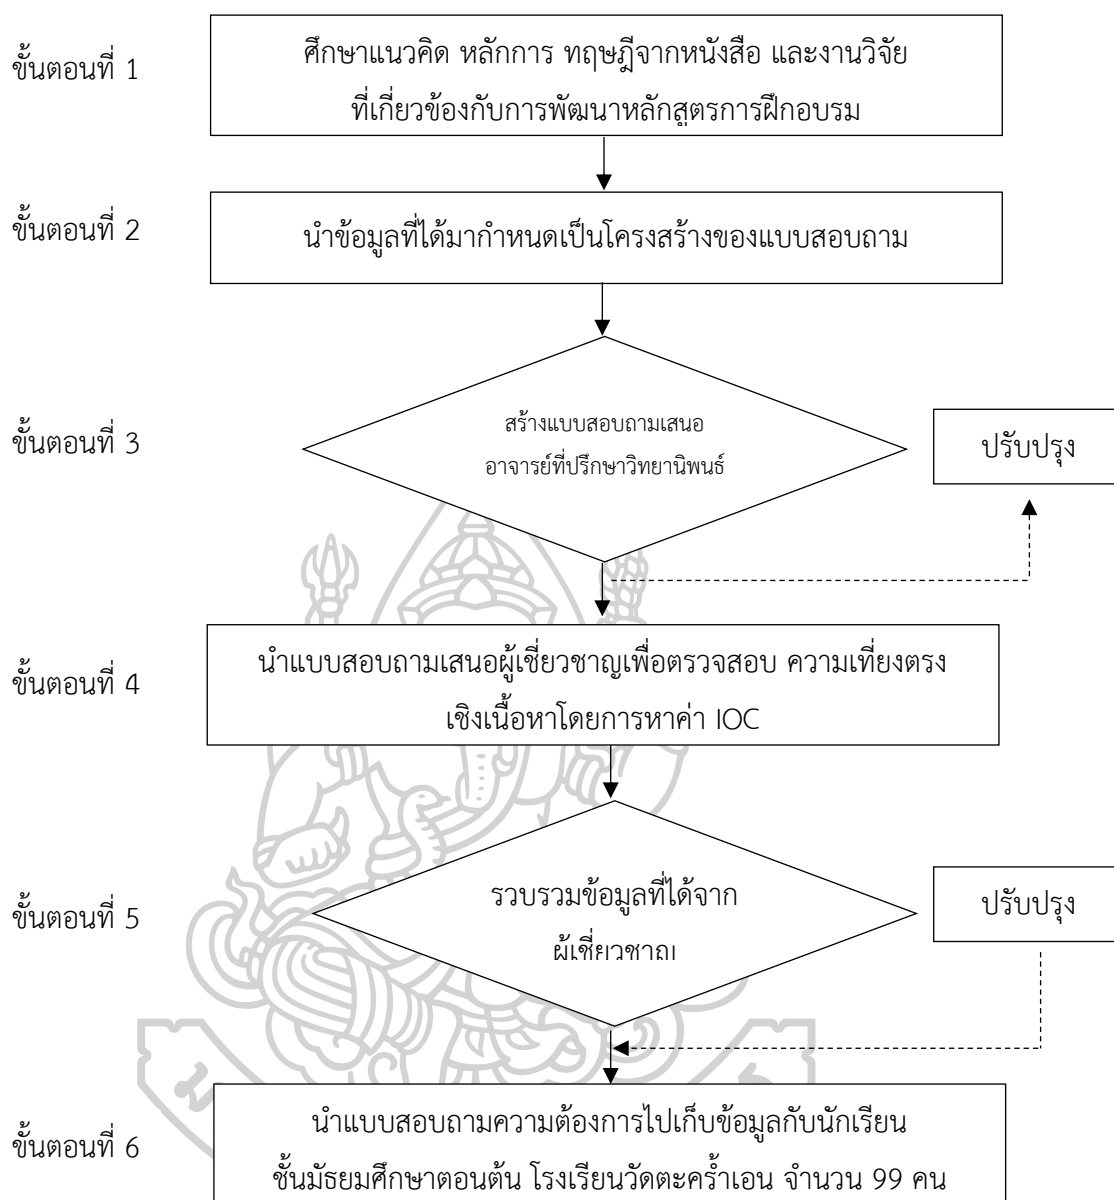 ขั้นตอนที่ 1
ศึกษาแนวคิด หลักการ ทฤษฎีจากหนังสือ และงานวิจัย
ที่เกี่ยวข้องกับการพัฒนาหลักสูตรการฝึกอบรม
ขั้นตอนที่ 2
นำข้อมูลที่ได้มากำหนดเป็นโครงสร้างของแบบสอบถาม
ขั้นตอนที่ 3
สร้างแบบสอบถามเสนอ
อาจารย์ที่ปรึกษาวิทยานิพนธ์
ปรับปรุง
ขั้นตอนที่ 4
นำแบบสอบถามเสนอผู้เชี่ยวชาญเพื่อตรวจสอบ ความเที่ยงตรง
เชิงเนื้อหาโดยการหาค่า IOC
ขั้นตอนที่ 5
รวบรวมข้อมูลที่ได้จาก
ผู้เชี่ยวชาญ
ปรับปรุง
ขั้นตอนที่ 6
นำแบบสอบถามความต้องการไปเก็บข้อมูลกับนักเรียน
ชั้นมัธยมศึกษาตอนต้น โรงเรียนวัดตะคร้ำเอน จำนวน 99 คน